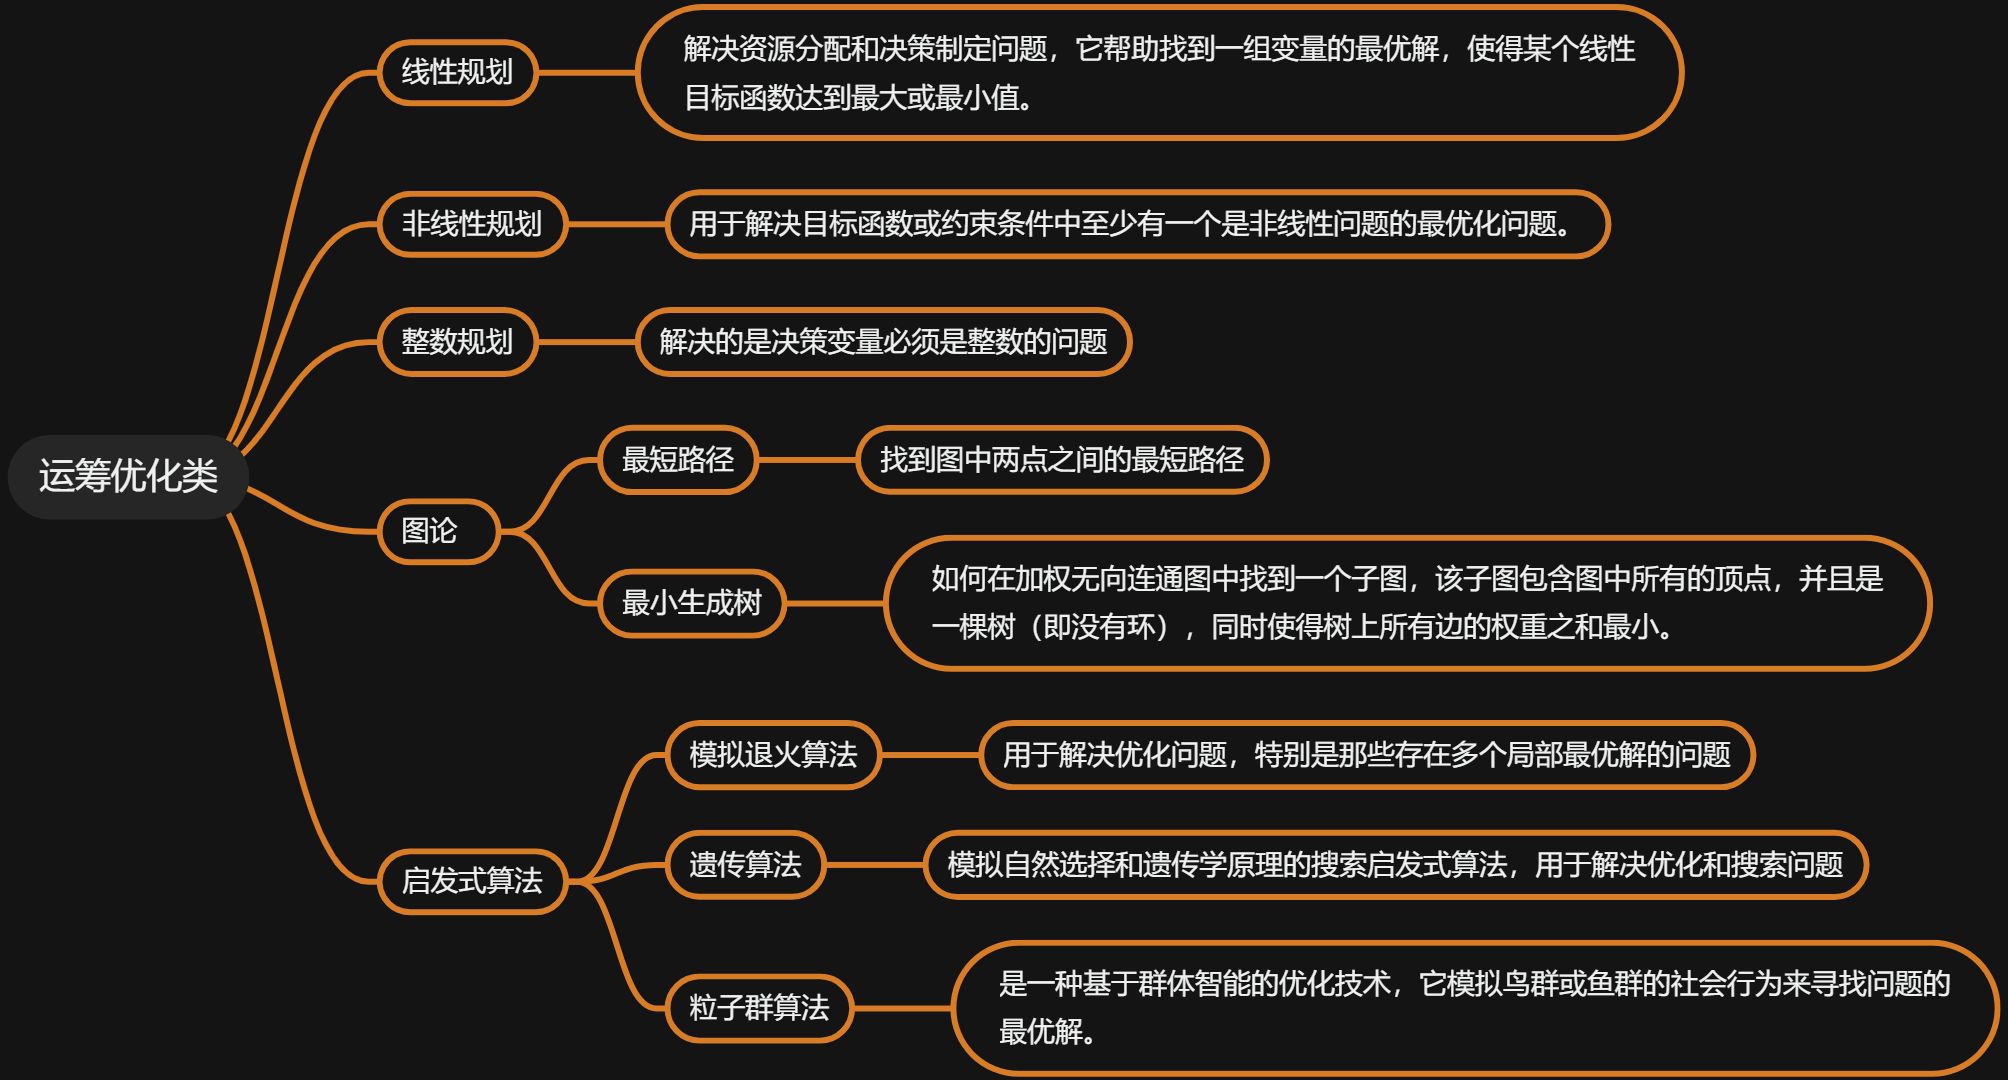 线性规划
解决资源分配和决策制定问题，它帮助找到一组变量的最优解，使得某个线性
目标函数达到最大或最小值。
非线性规划
用于解决目标函数或约束条件中至少有一个是非线性问题的最优化问题。
整数规划
解决的是决策变量必须是整数的问题
运筹优化类
最短路径
找到图中两点之间的最短路径
图论
最小生成树
如何在加权无向连通图中找到一个子图，该子图包含图中所有的顶点，并且是
一棵树（即没有环），同时使得树上所有边的权重之和最小。
模拟退火算法
用于解决优化问题，特别是那些存在多个局部最优解的问题
启发式算法
遗传算法
模拟自然选择和遗传学原理的搜索启发式算法，用于解决优化和搜索问题
粒子群算法
是一种基于群体智能的优化技术，它模拟鸟群或鱼群的社会行为来寻找问题的
最优解。